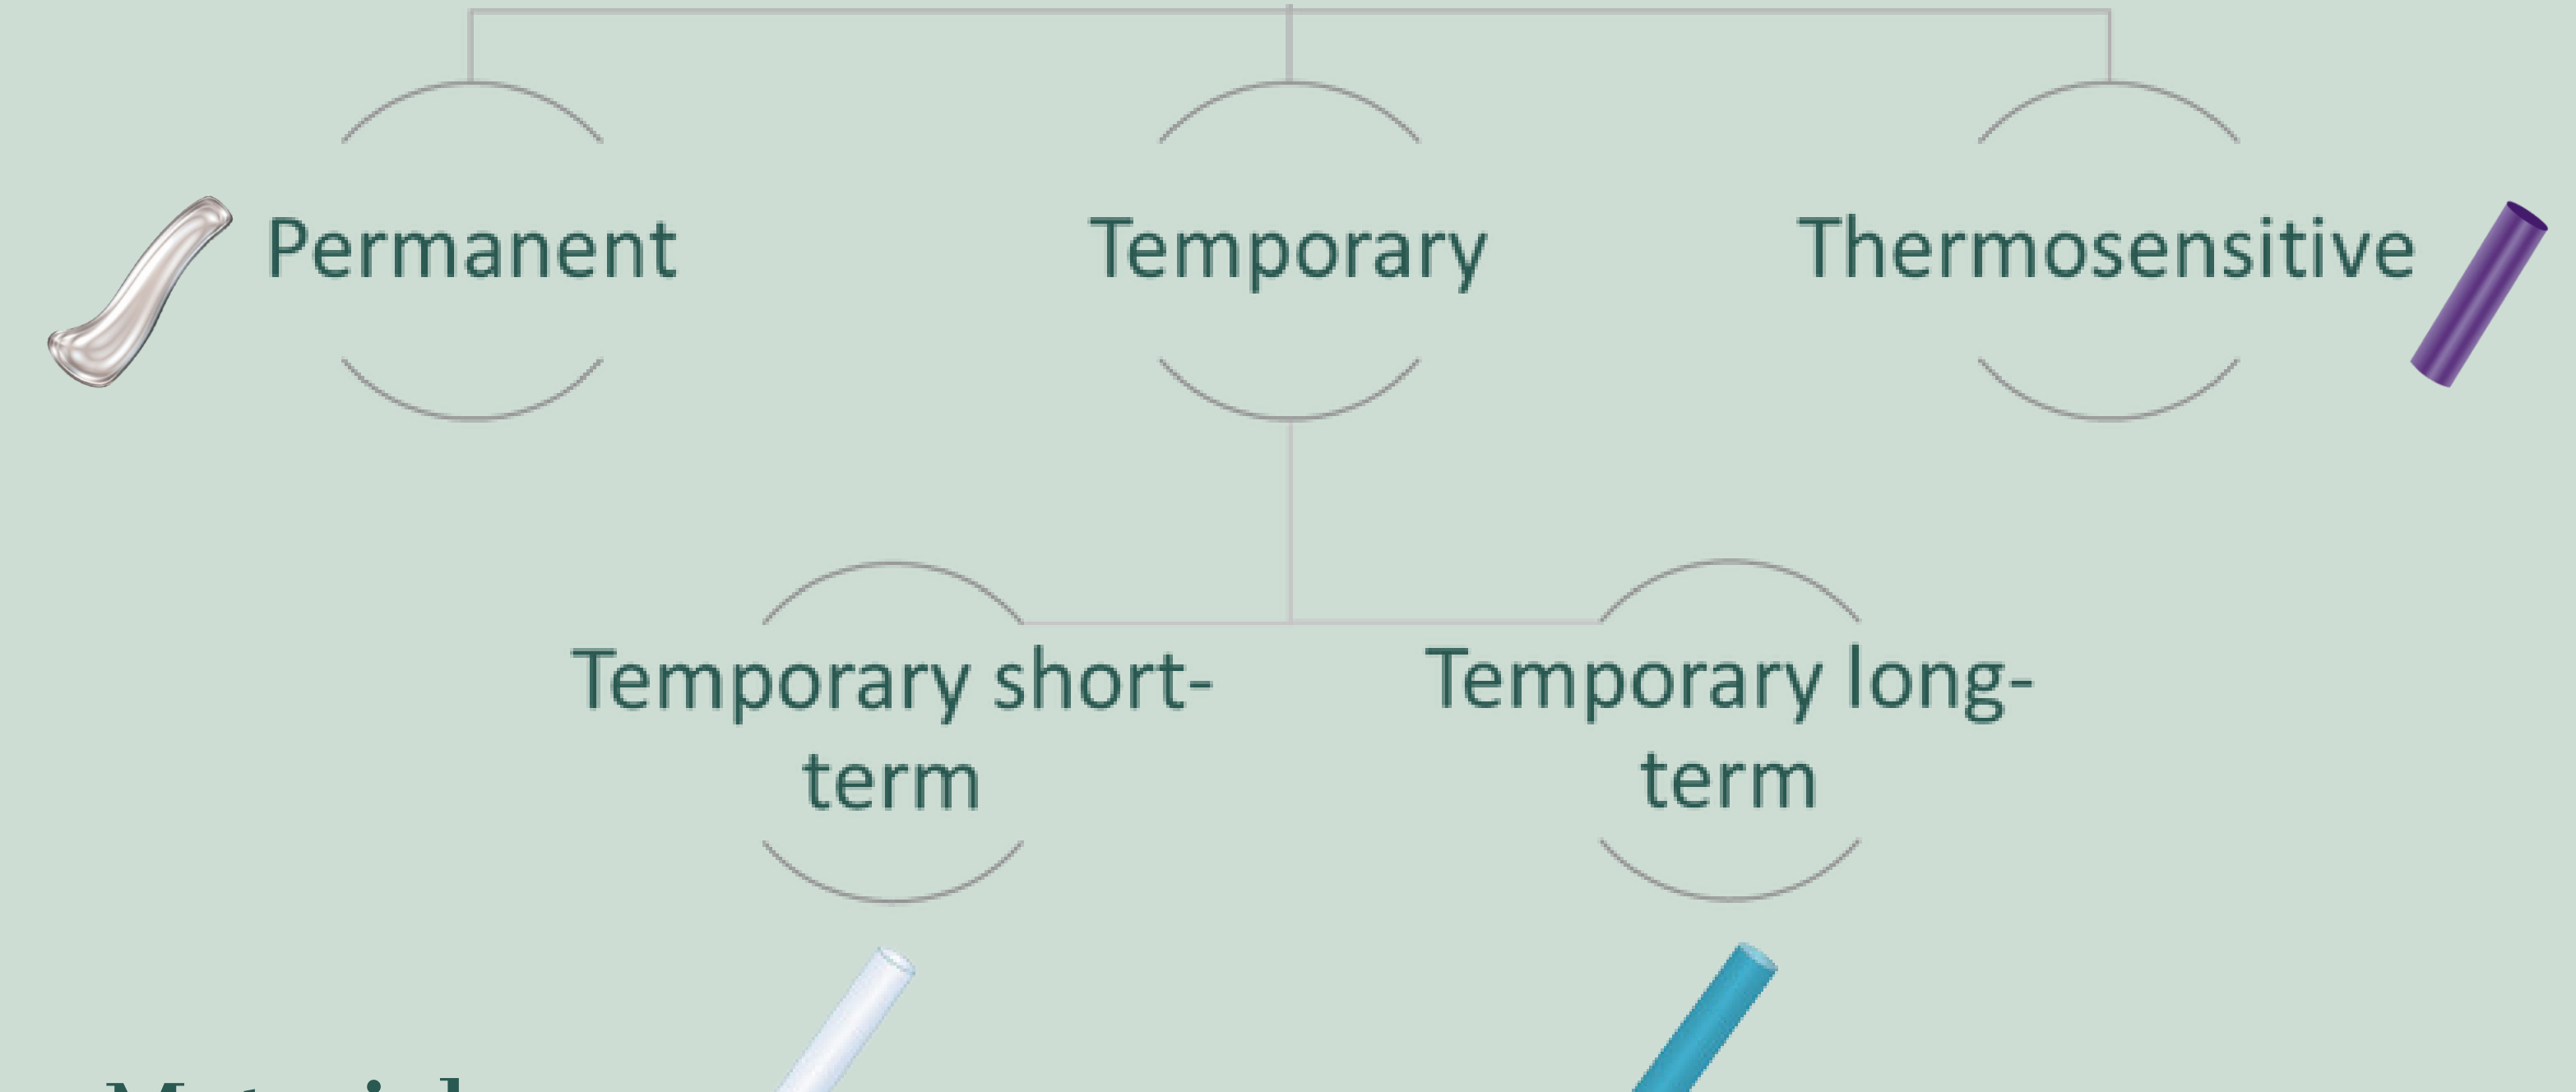 Permanent
Temporary
Thermosensitive
Temporary short-
term
Temporary long-
term